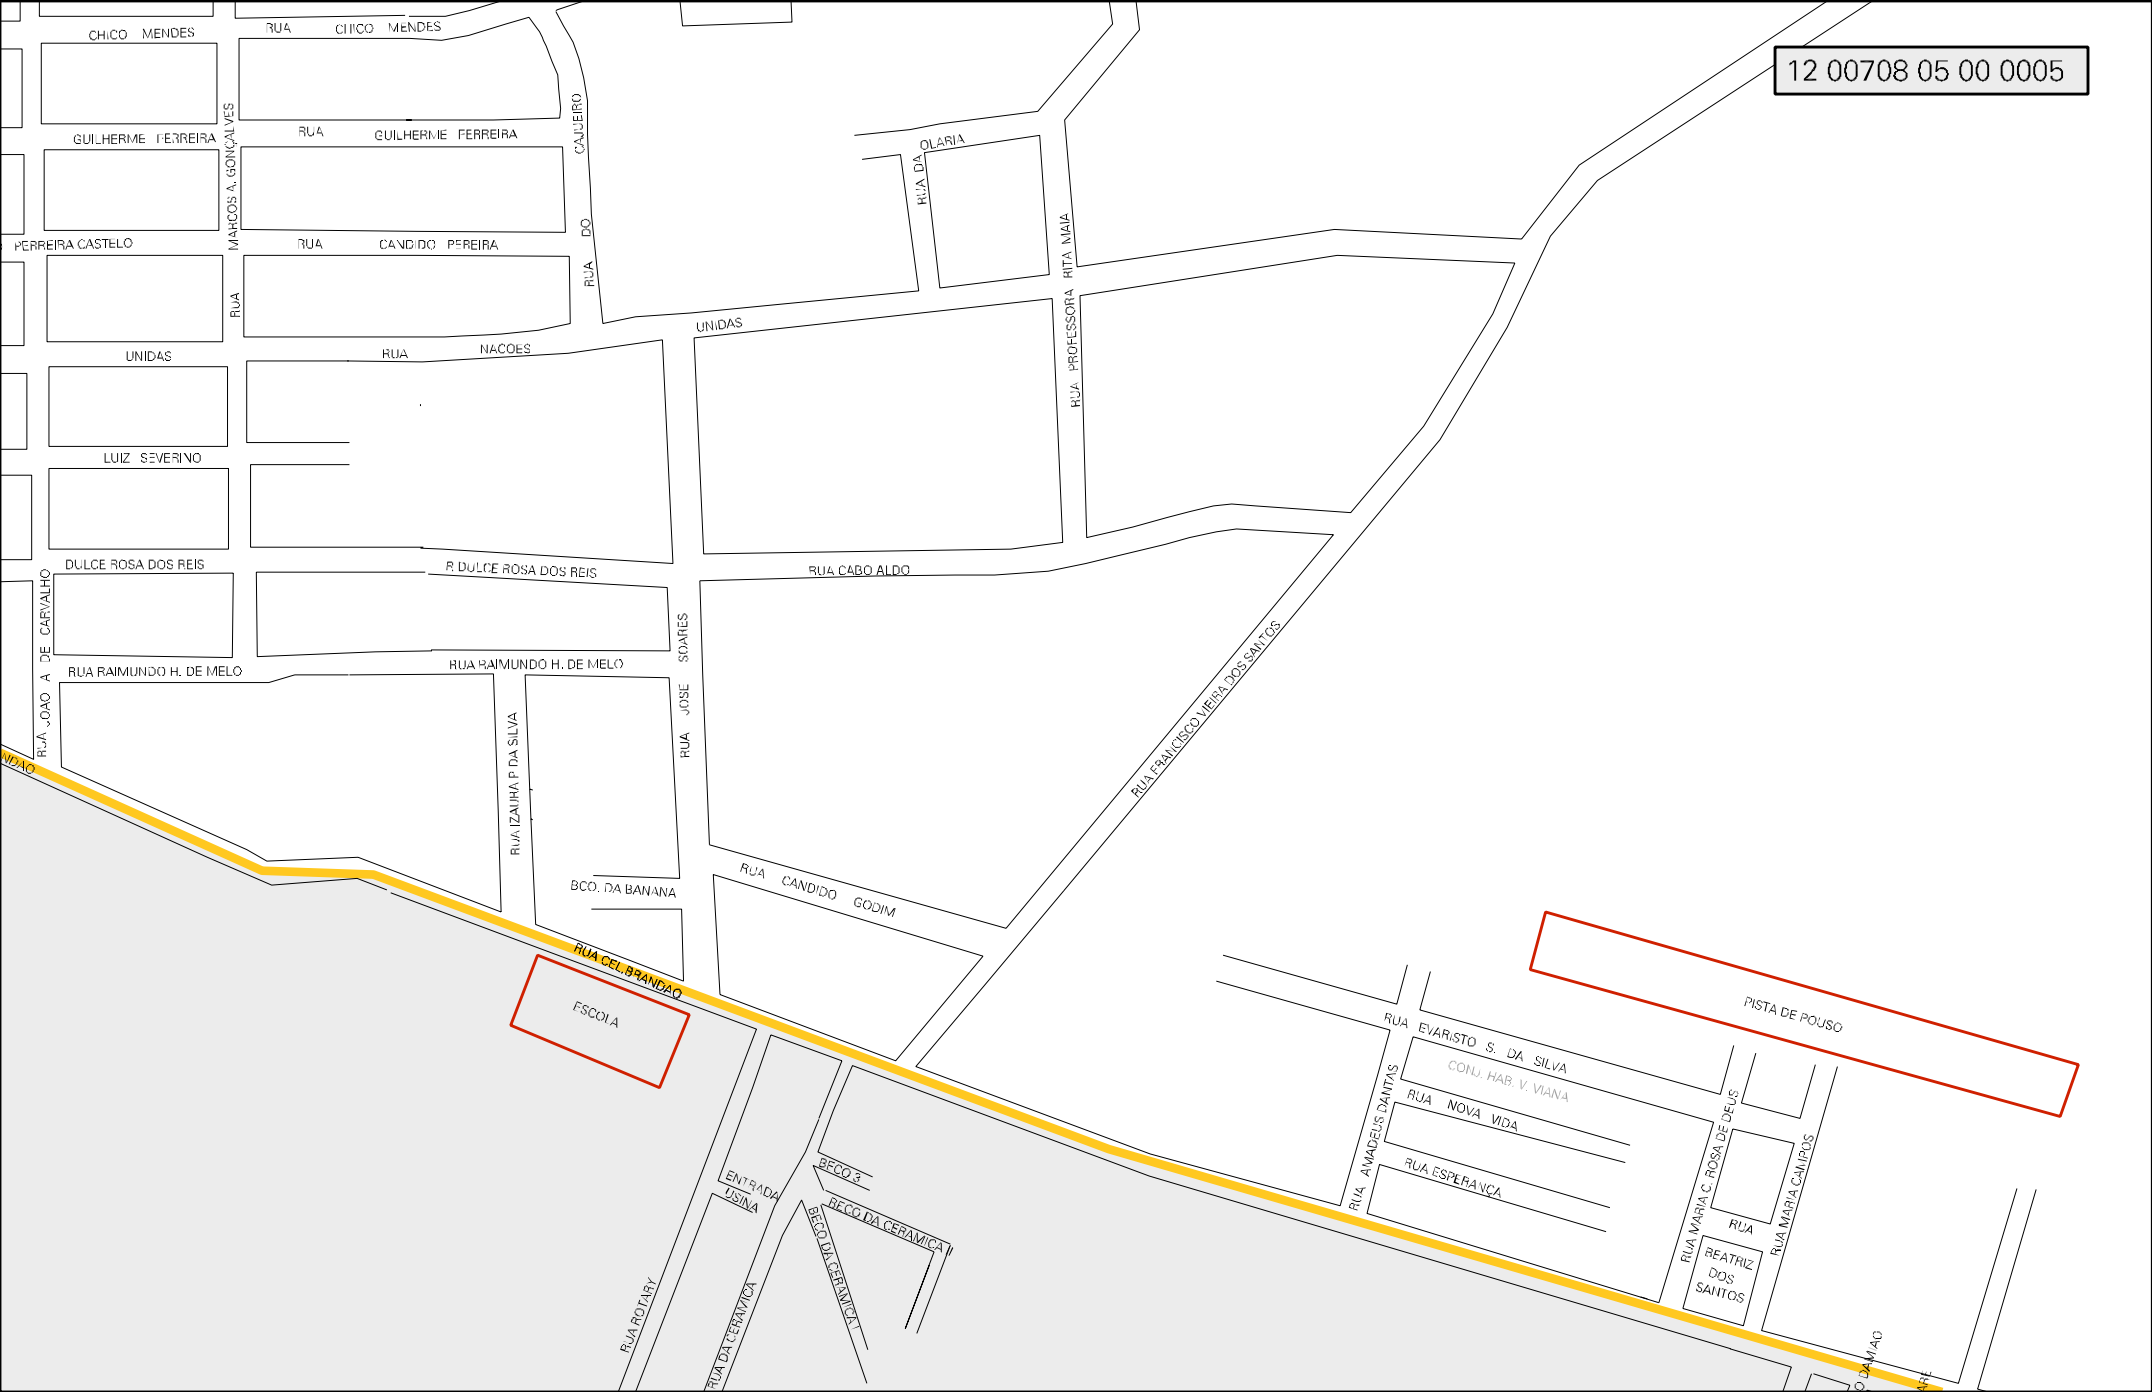 CHICO MENDES
RUA CHICO MENDES
12 00708 05 00 0005
GUILHERME FERREIRA
RUA GUILHERME FERREIRA
RUA MARCOS A. GONÇALVES
RUA DO CAJUEIRO
RUA DA OLARIA
PERREIRA CASTELO
RUA CANDIDO PEREIRA
RUA PROFESSORA RITA MAIA
UNIDAS
RUA NACOES UNIDAS
LUIZ SEVERINO
DULCE ROSA DOS REIS
R DULCE ROSA DOS REIS
RUA CABO ALDO
RUA JOAO A DE CARVALHO
RUA RAIMUNDO H. DE MELO
RUA RAIMUNDO H. DE MELO
RUA JOSE SOARES
RUA FRANCISCO VIEIRA DOS SANTOS
RUA IZAURA P DA SILVA
NDAO
BCO. DA BANANA
RUA CANDIDO GODIM
RUA CEL.BRANDAO
ESCOLA
PISTA DE POUSO
RUA EVARISTO S. DA SILVA
CONJ. HAB. V. VIANA
RUA NOVA VIDA
RUA ESPERANÇA
RUA AMADEUS DANTAS
RUA MARIA C. ROSA DE DEUS
RUA MARIA CAMPOS
RUA
BEATRIZ
DOS
SANTOS
ENTRADA
USINA
BECO 3
BECO DA CERAMICA II
BECO DA CERAMICA I
RUA ROTARY
RUA DA CERAMICA
O DAMIAO
ARE